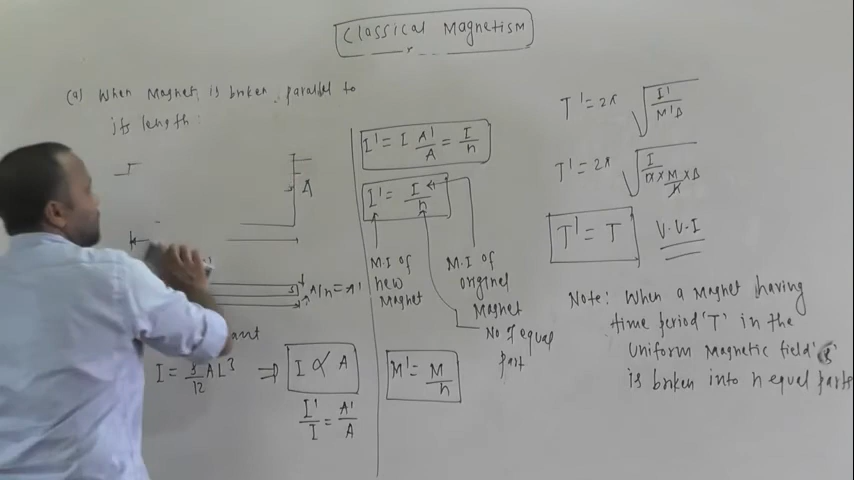 Classical Magnetism
(a) When Magnet is broken parallel to
its length:
A
A/n = A'
I = ρ/12 AL³ ⇒ I ∝ A
I'/I = A'/A
I' = I A'/A = I/n
I' = I/n
M.I of
new
Magnet
M.I of
original
Magnet
No of equal
part
M' = M/n
T' = 2π √(I'/M'B)
T' = 2π √(I/(n × M/n × B))
T' = T V.V.I
Note: When a Magnet having
time period 'T' in the
Uniform Magnetic field
is broken into n equal parts